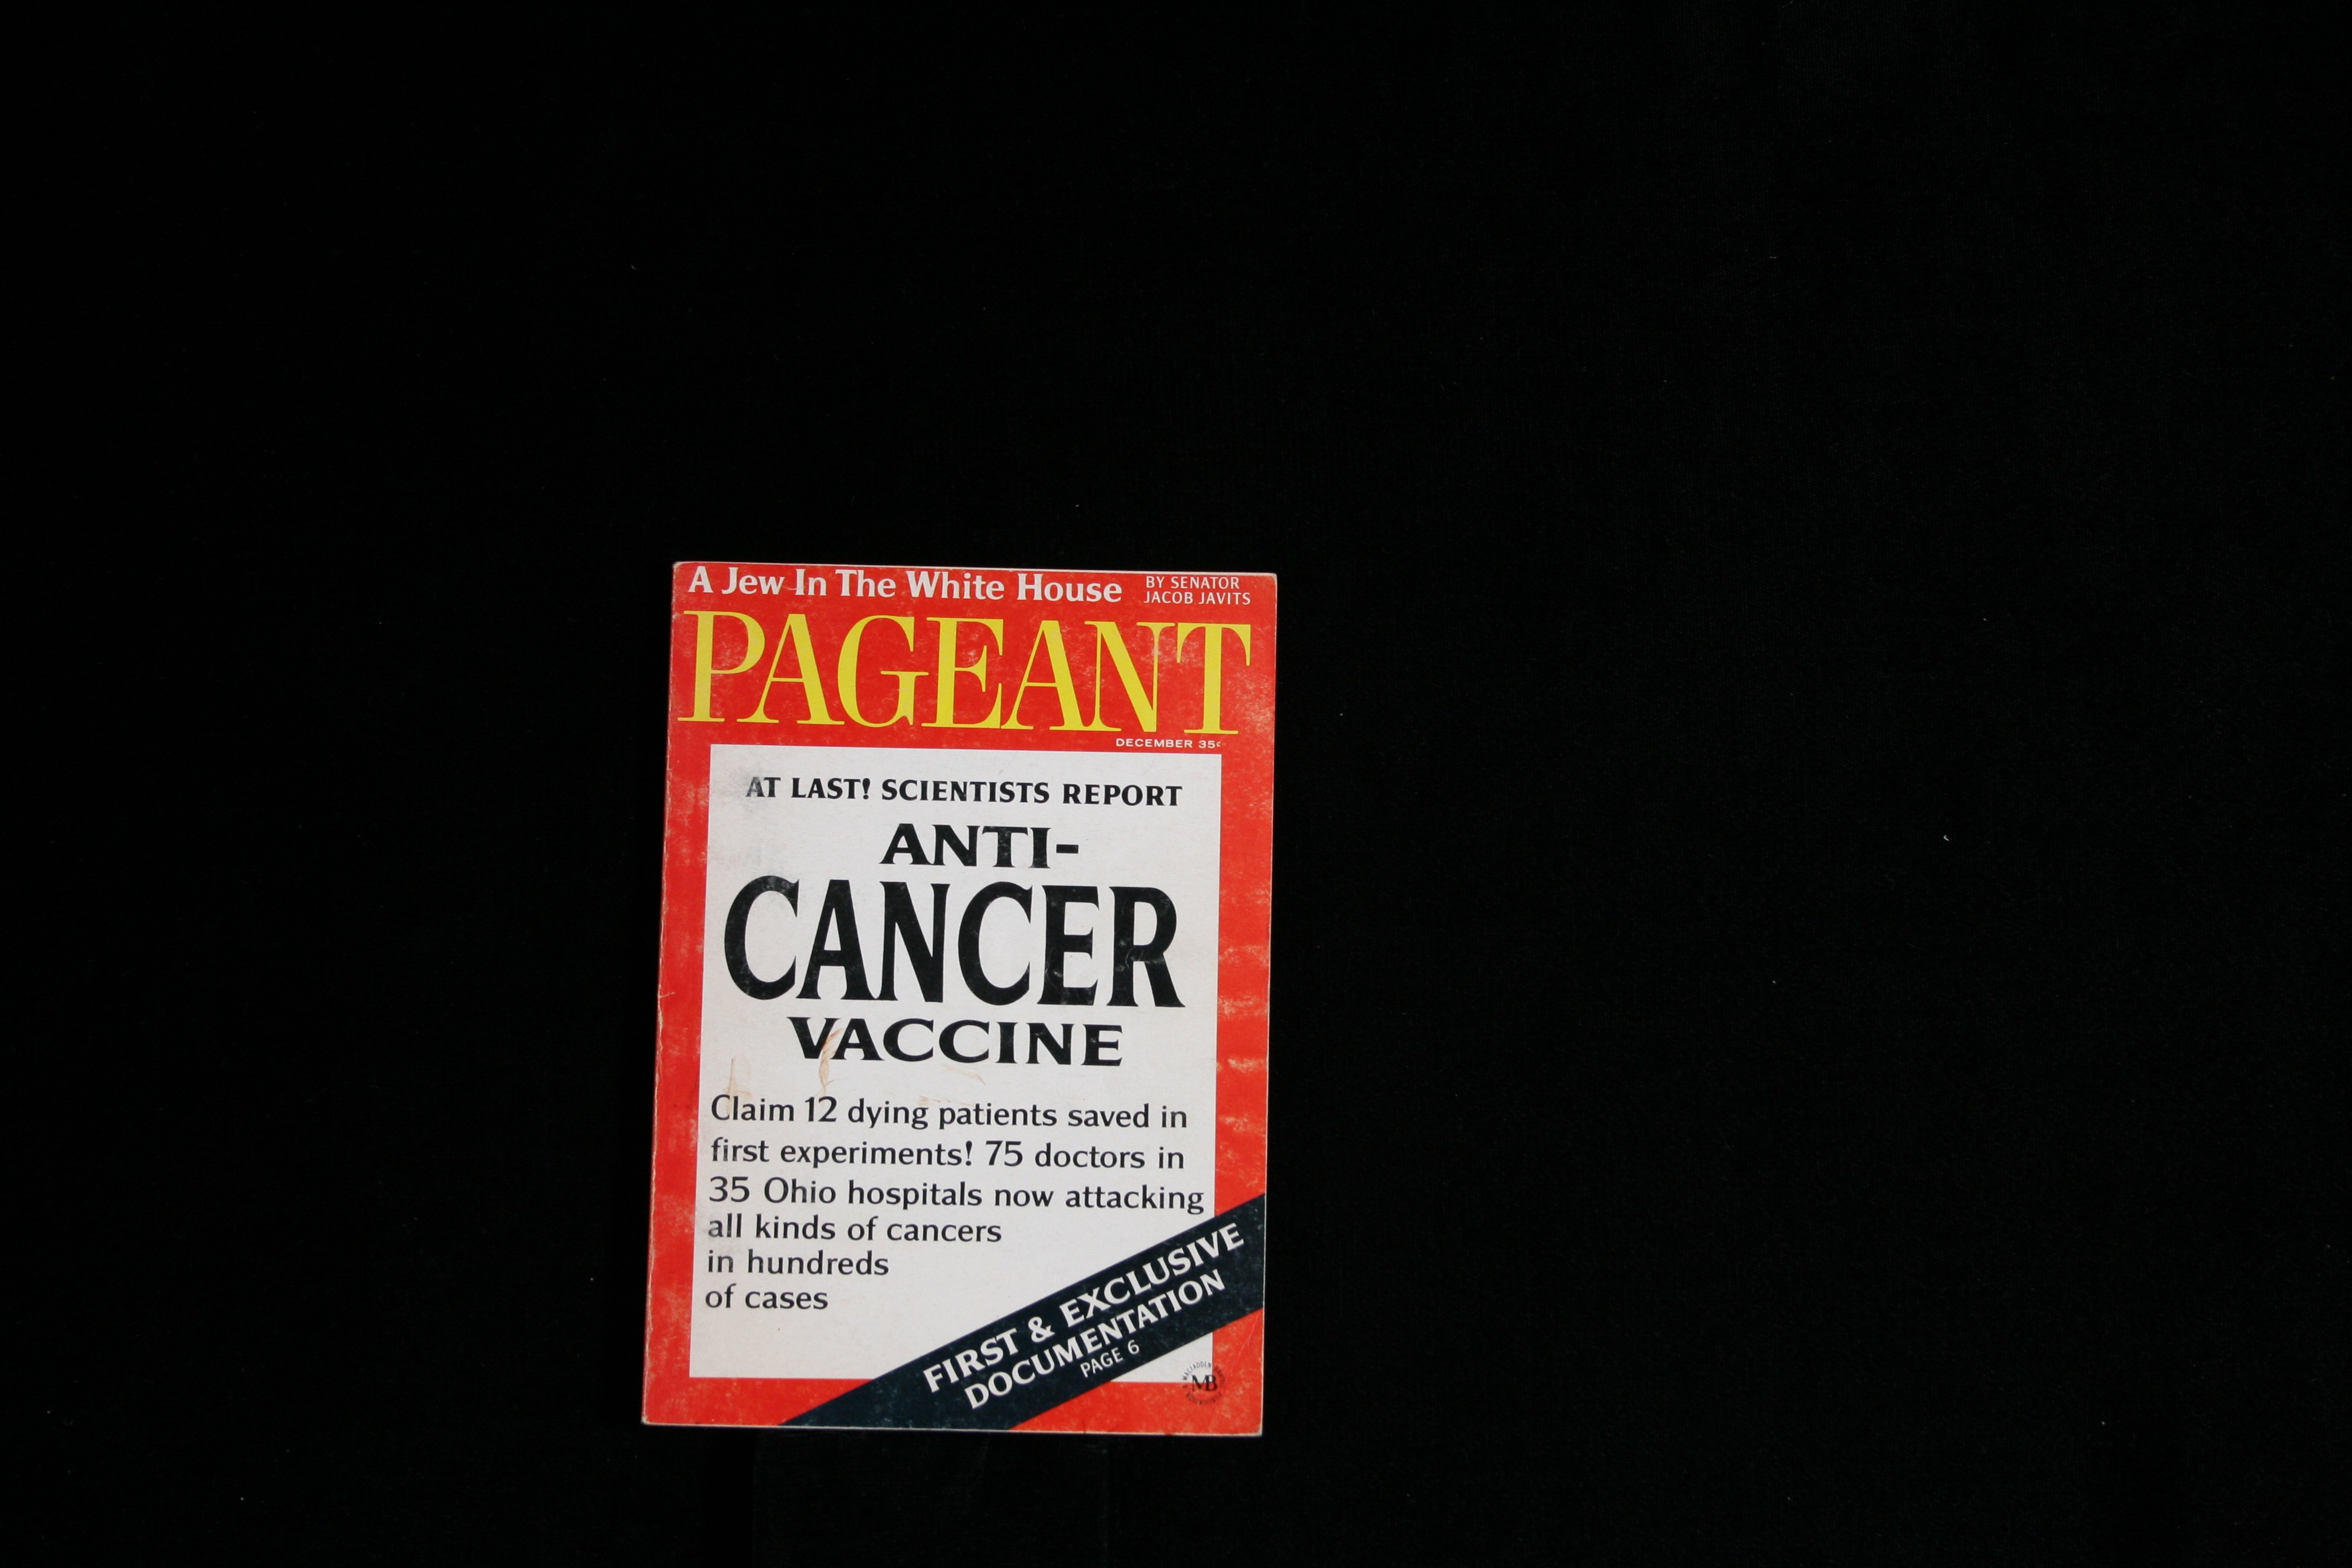 A Jew In The White House BY SENATOR
JACOB JAVITS
PAGEANT
DECEMBER 35¢
AT LAST! SCIENTISTS REPORT
ANTI-
CANCER
VACCINE
Claim 12 dying patients saved in
first experiments! 75 doctors in
35 Ohio hospitals now attacking
all kinds of cancers
in hundreds
of cases
FIRST & EXCLUSIVE
DOCUMENTATION
PAGE 6
MB